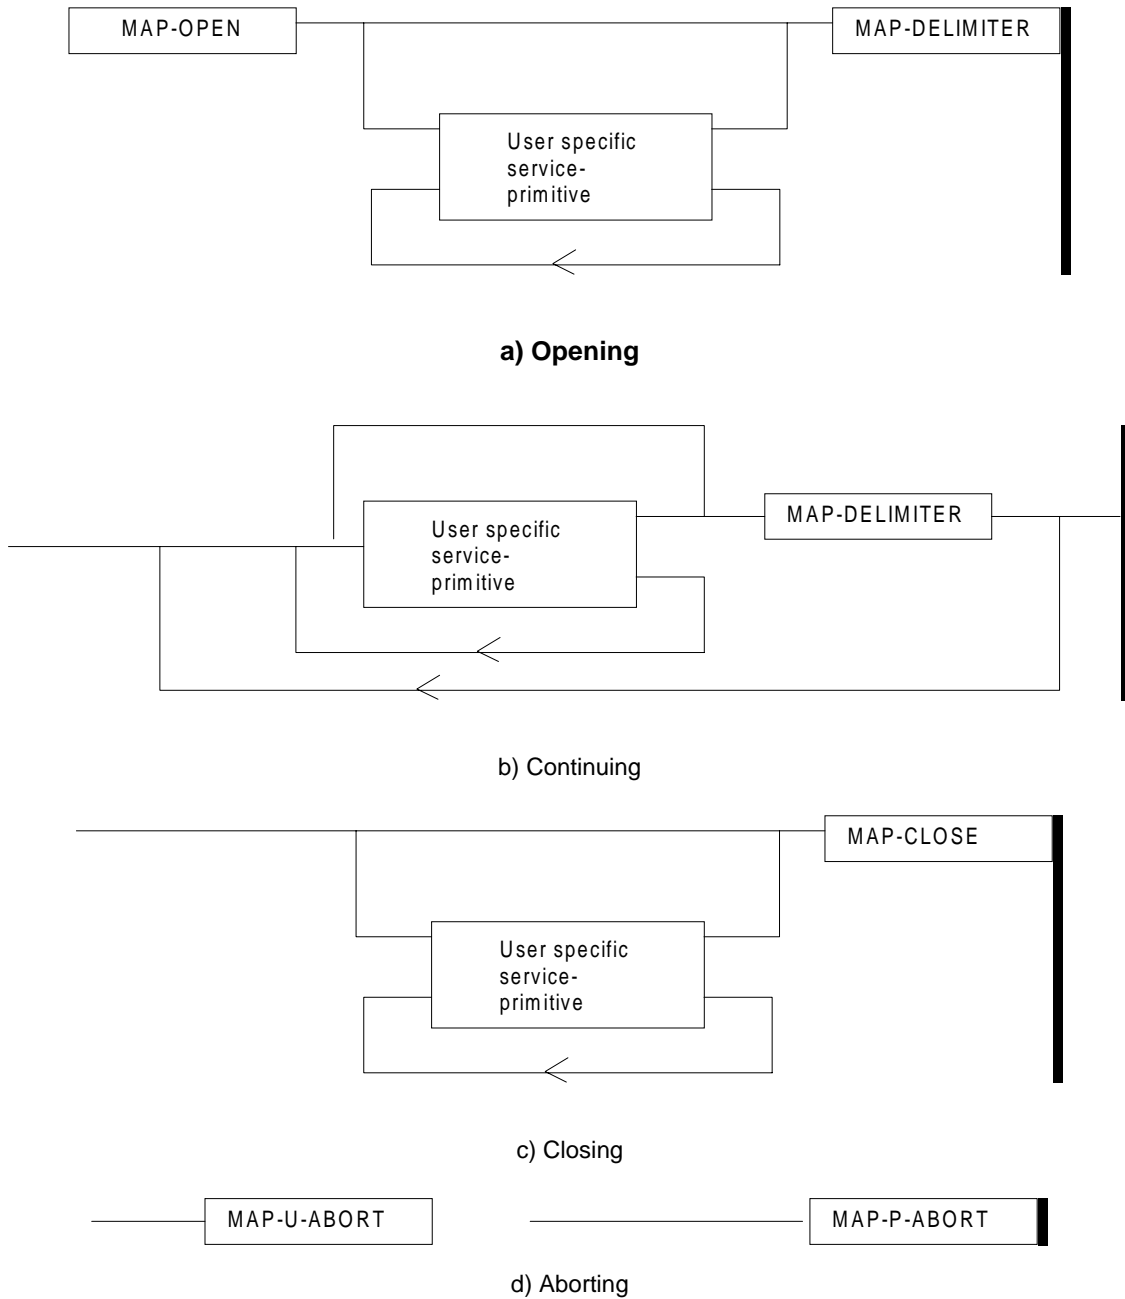 MAP-OPEN
MAP-DELIMITER
User specific
service-
primitive
a) Opening
User specific
service-
primitive
MAP-DELIMITER
b) Continuing
MAP-CLOSE
User specific
service-
primitive
c) Closing
MAP-U-ABORT
MAP-P-ABORT
d) Aborting